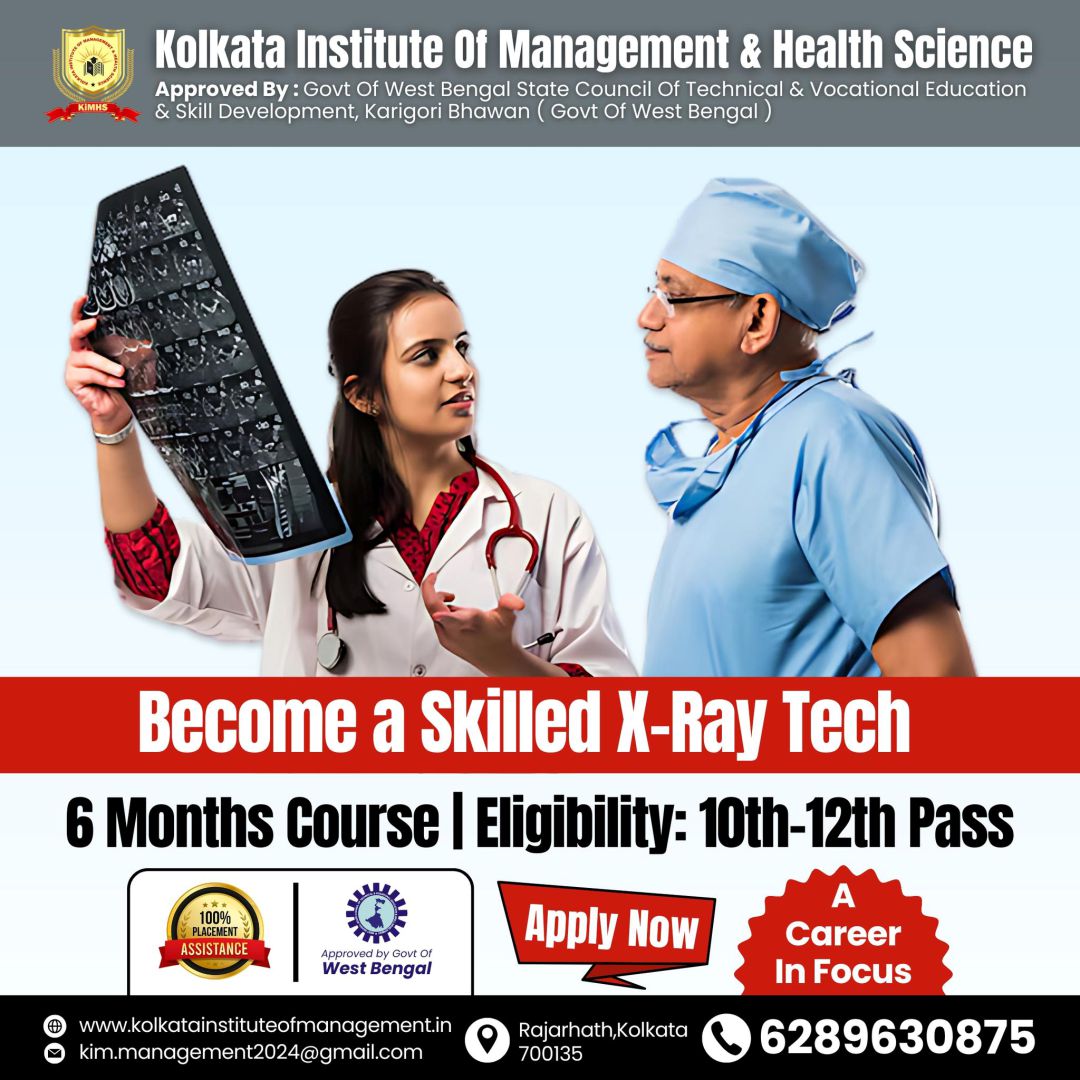 Kolkata Institute Of Management & Health Science
Approved By : Govt Of West Bengal State Council Of Technical & Vocational Education
& Skill Development, Karigori Bhawan ( Govt Of West Bengal )
KIMHS
Become a Skilled X-Ray Tech
6 Months Course | Eligibility: 10th-12th Pass
100%
PLACEMENT
ASSISTANCE
Approved by Govt Of
West Bengal
Apply Now
A
Career
In Focus
www.kolkatainstituteofmanagement.in
kim.management2024@gmail.com
Rajarhath,Kolkata
700135
6289630875